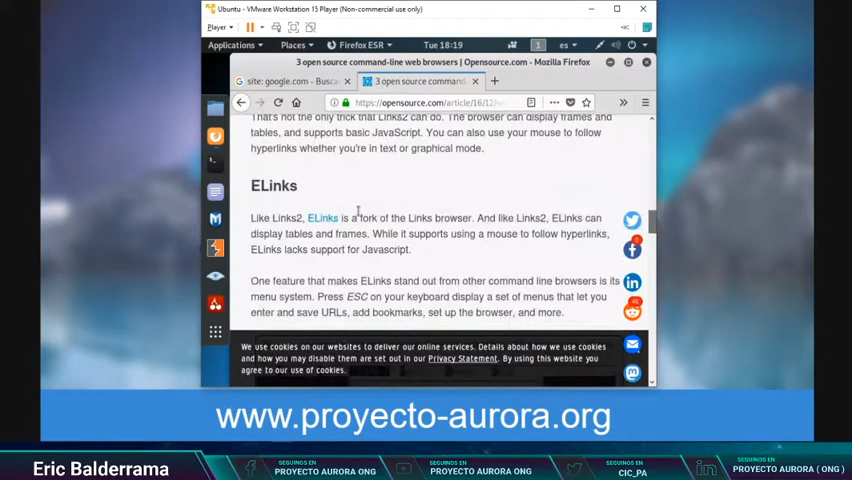 Ubuntu - VMware Workstation 15 Player (Non-commercial use only)
Player
Applications Places Firefox ESR Tue 18:19 1 es
3 open source command-line web browsers | Opensource.com - Mozilla Firefox
site: google.com - Busca 3 open source command
https://opensource.com/article/16/12/
That's not the only trick that Links2 can do. The browser can display frames and
tables, and supports basic JavaScript. You can also use your mouse to follow
hyperlinks whether you're in text or graphical mode.
ELinks
Like Links2, ELinks is a fork of the Links browser. And like Links2, ELinks can
display tables and frames. While it supports using a mouse to follow hyperlinks,
ELinks lacks support for Javascript.
One feature that makes ELinks stand out from other command line browsers is its
menu system. Press ESC on your keyboard display a set of menus that let you
enter and save URLs, add bookmarks, set up the browser, and more.
We use cookies on our websites to deliver our online services. Details about how we use cookies
and how you may disable them are set out in our Privacy Statement. By using this website you
agree to our use of cookies.
www.proyecto-aurora.org
Eric Balderrama
SEGUINOS EN
PROYECTO AURORA ONG
SEGUINOS EN
PROYECTO AURORA ONG
SEGUINOS EN
CIC_PA
SEGUINOS EN
PROYECTO AURORA ( ONG )